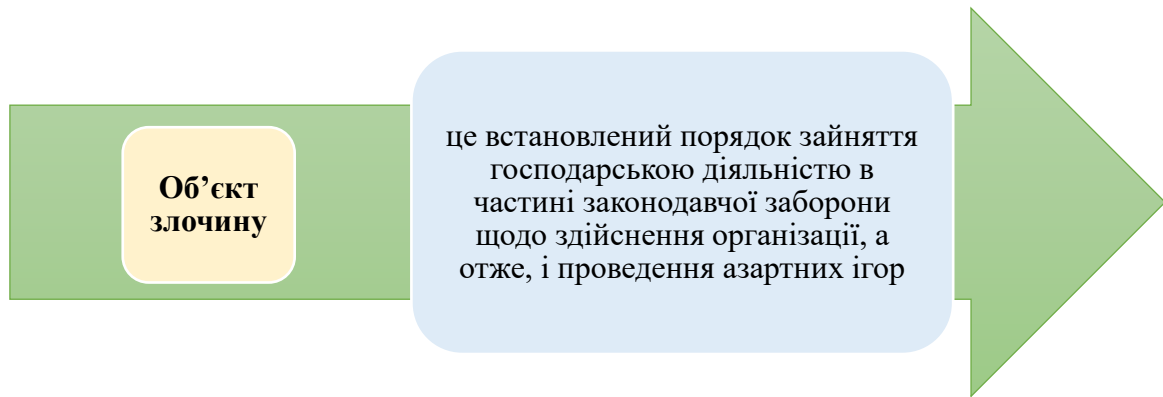 Об’єкт
злочину
це встановлений порядок зайняття
господарською діяльністю в
частині законодавчої заборони
щодо здійснення організації, а
отже, і проведення азартних ігор